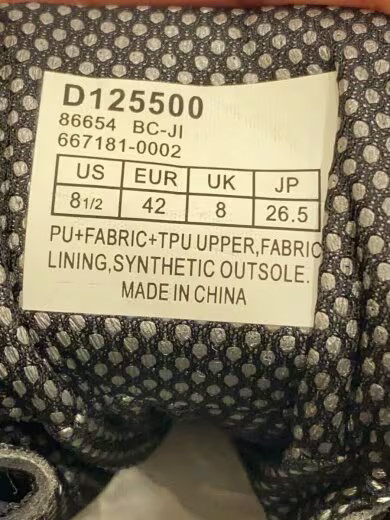 D125500
86654 BC-JI
667181-0002
US EUR UK JP
8 1/2 42 8 26.5
PU+FABRIC+TPU UPPER,FABRIC
LINING,SYNTHETIC OUTSOLE.
MADE IN CHINA